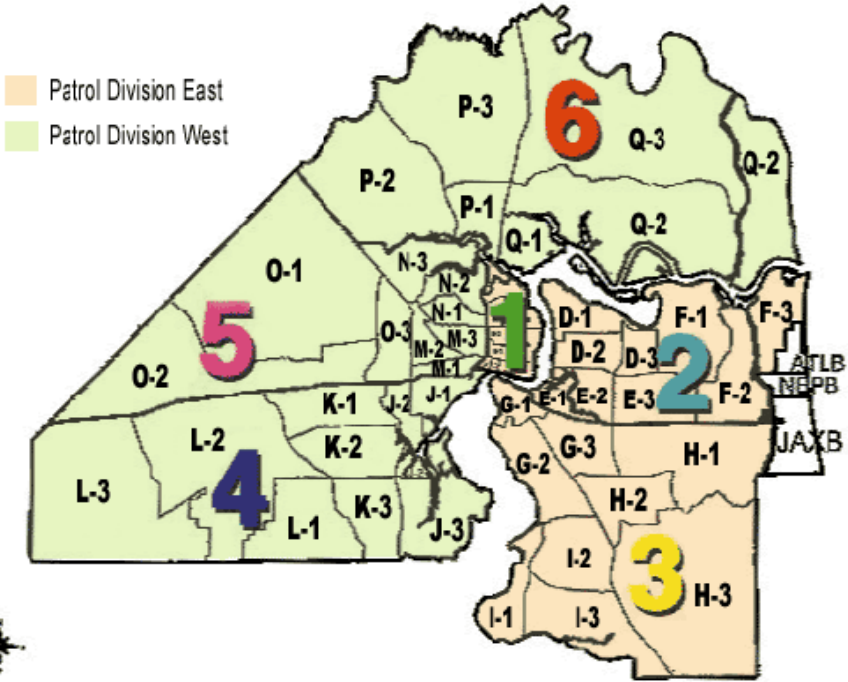 Patrol Division East
Patrol Division West
P-3
6
Q-3
Q-2
P-2
P-1
Q-2
Q-1
N-3
O-1
N-2
N-1
1
D-1
F-1
F-3
5
O-3
M-3
M-2
D-2
D-3
2
ATLB
O-2
M-1
NEPB
K-1
J-2
J-1
G-1
E-1
E-2
E-3
F-2
L-2
K-2
G-3
H-1
JAXB
4
G-2
L-3
K-3
H-2
L-1
J-3
I-2
3
H-3
I-1
I-3